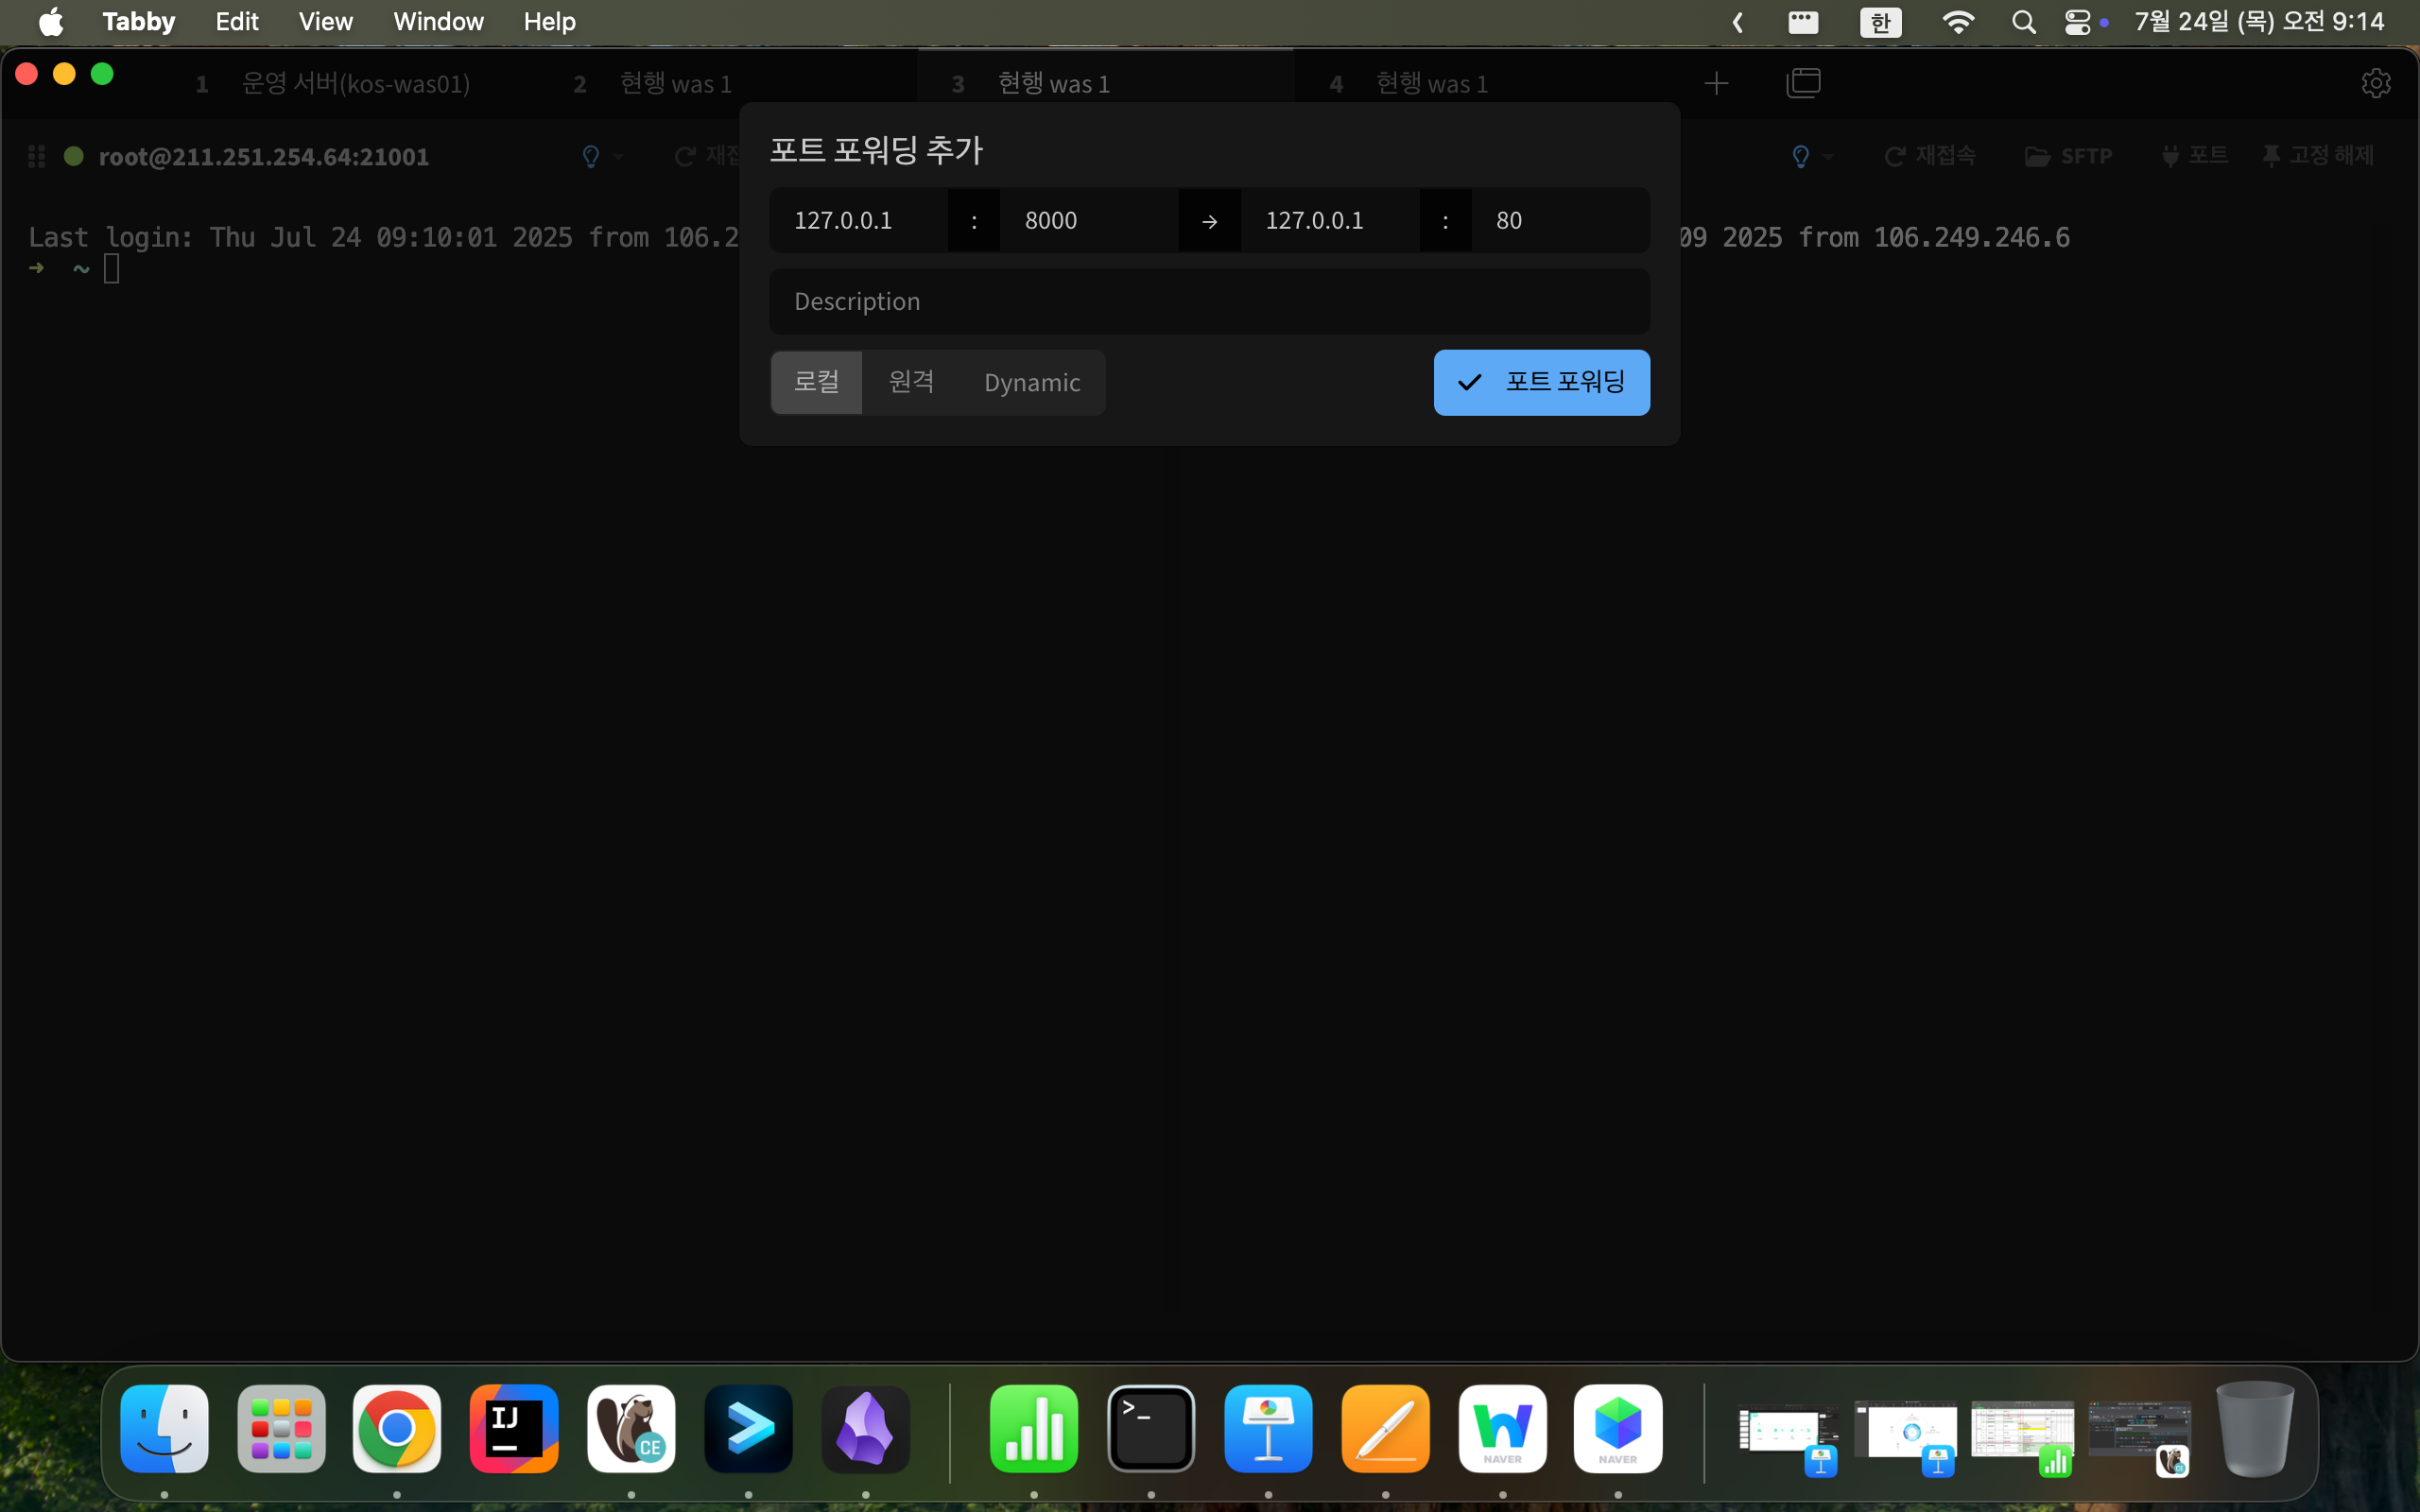 Tabby Edit View Window Help 한 7월 24일 (목) 오전 9:14
1 운영 서버(kos-was01) 2 현행 was 1 3 현행 was 1 4 현행 was 1
포트 포워딩 추가
root@211.251.254.64:21001 재접
재접속 SFTP 포트 고정 해제
127.0.0.1 : 8000 → 127.0.0.1 : 80
Last login: Thu Jul 24 09:10:01 2025 from 106.2
09 2025 from 106.249.246.6
➜ ~
Description
로컬 원격 Dynamic 포트 포워딩
IJ CE >_ NAVER NAVER